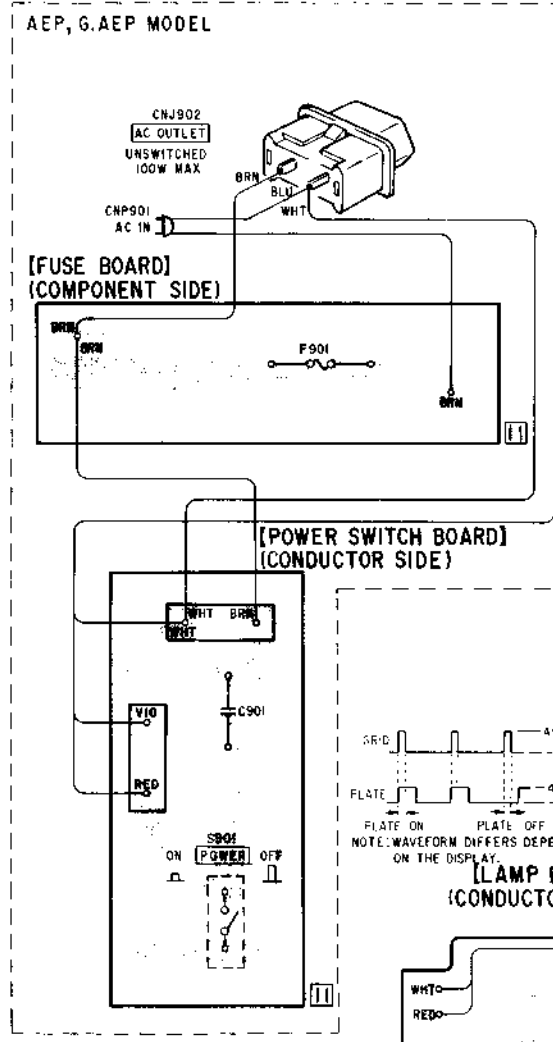 AEP, G.AEP MODEL
CNJ902
AC OUTLET
UNSWITCHED
100W MAX
BRN
BLU
WHT
CNP901
AC IN
[FUSE BOARD]
(COMPONENT SIDE)
BRN
BRN
F901
BRN
[POWER SWITCH BOARD]
(CONDUCTOR SIDE)
WHT BRN
WHT
C901
VIO
RED
S901
ON POWER OFF
GRID
PLATE
PLATE ON PLATE OFF
NOTE: WAVEFORM DIFFERS DEPE
ON THE DISPLAY.
[LAMP
(CONDUCTO
WHT
RED